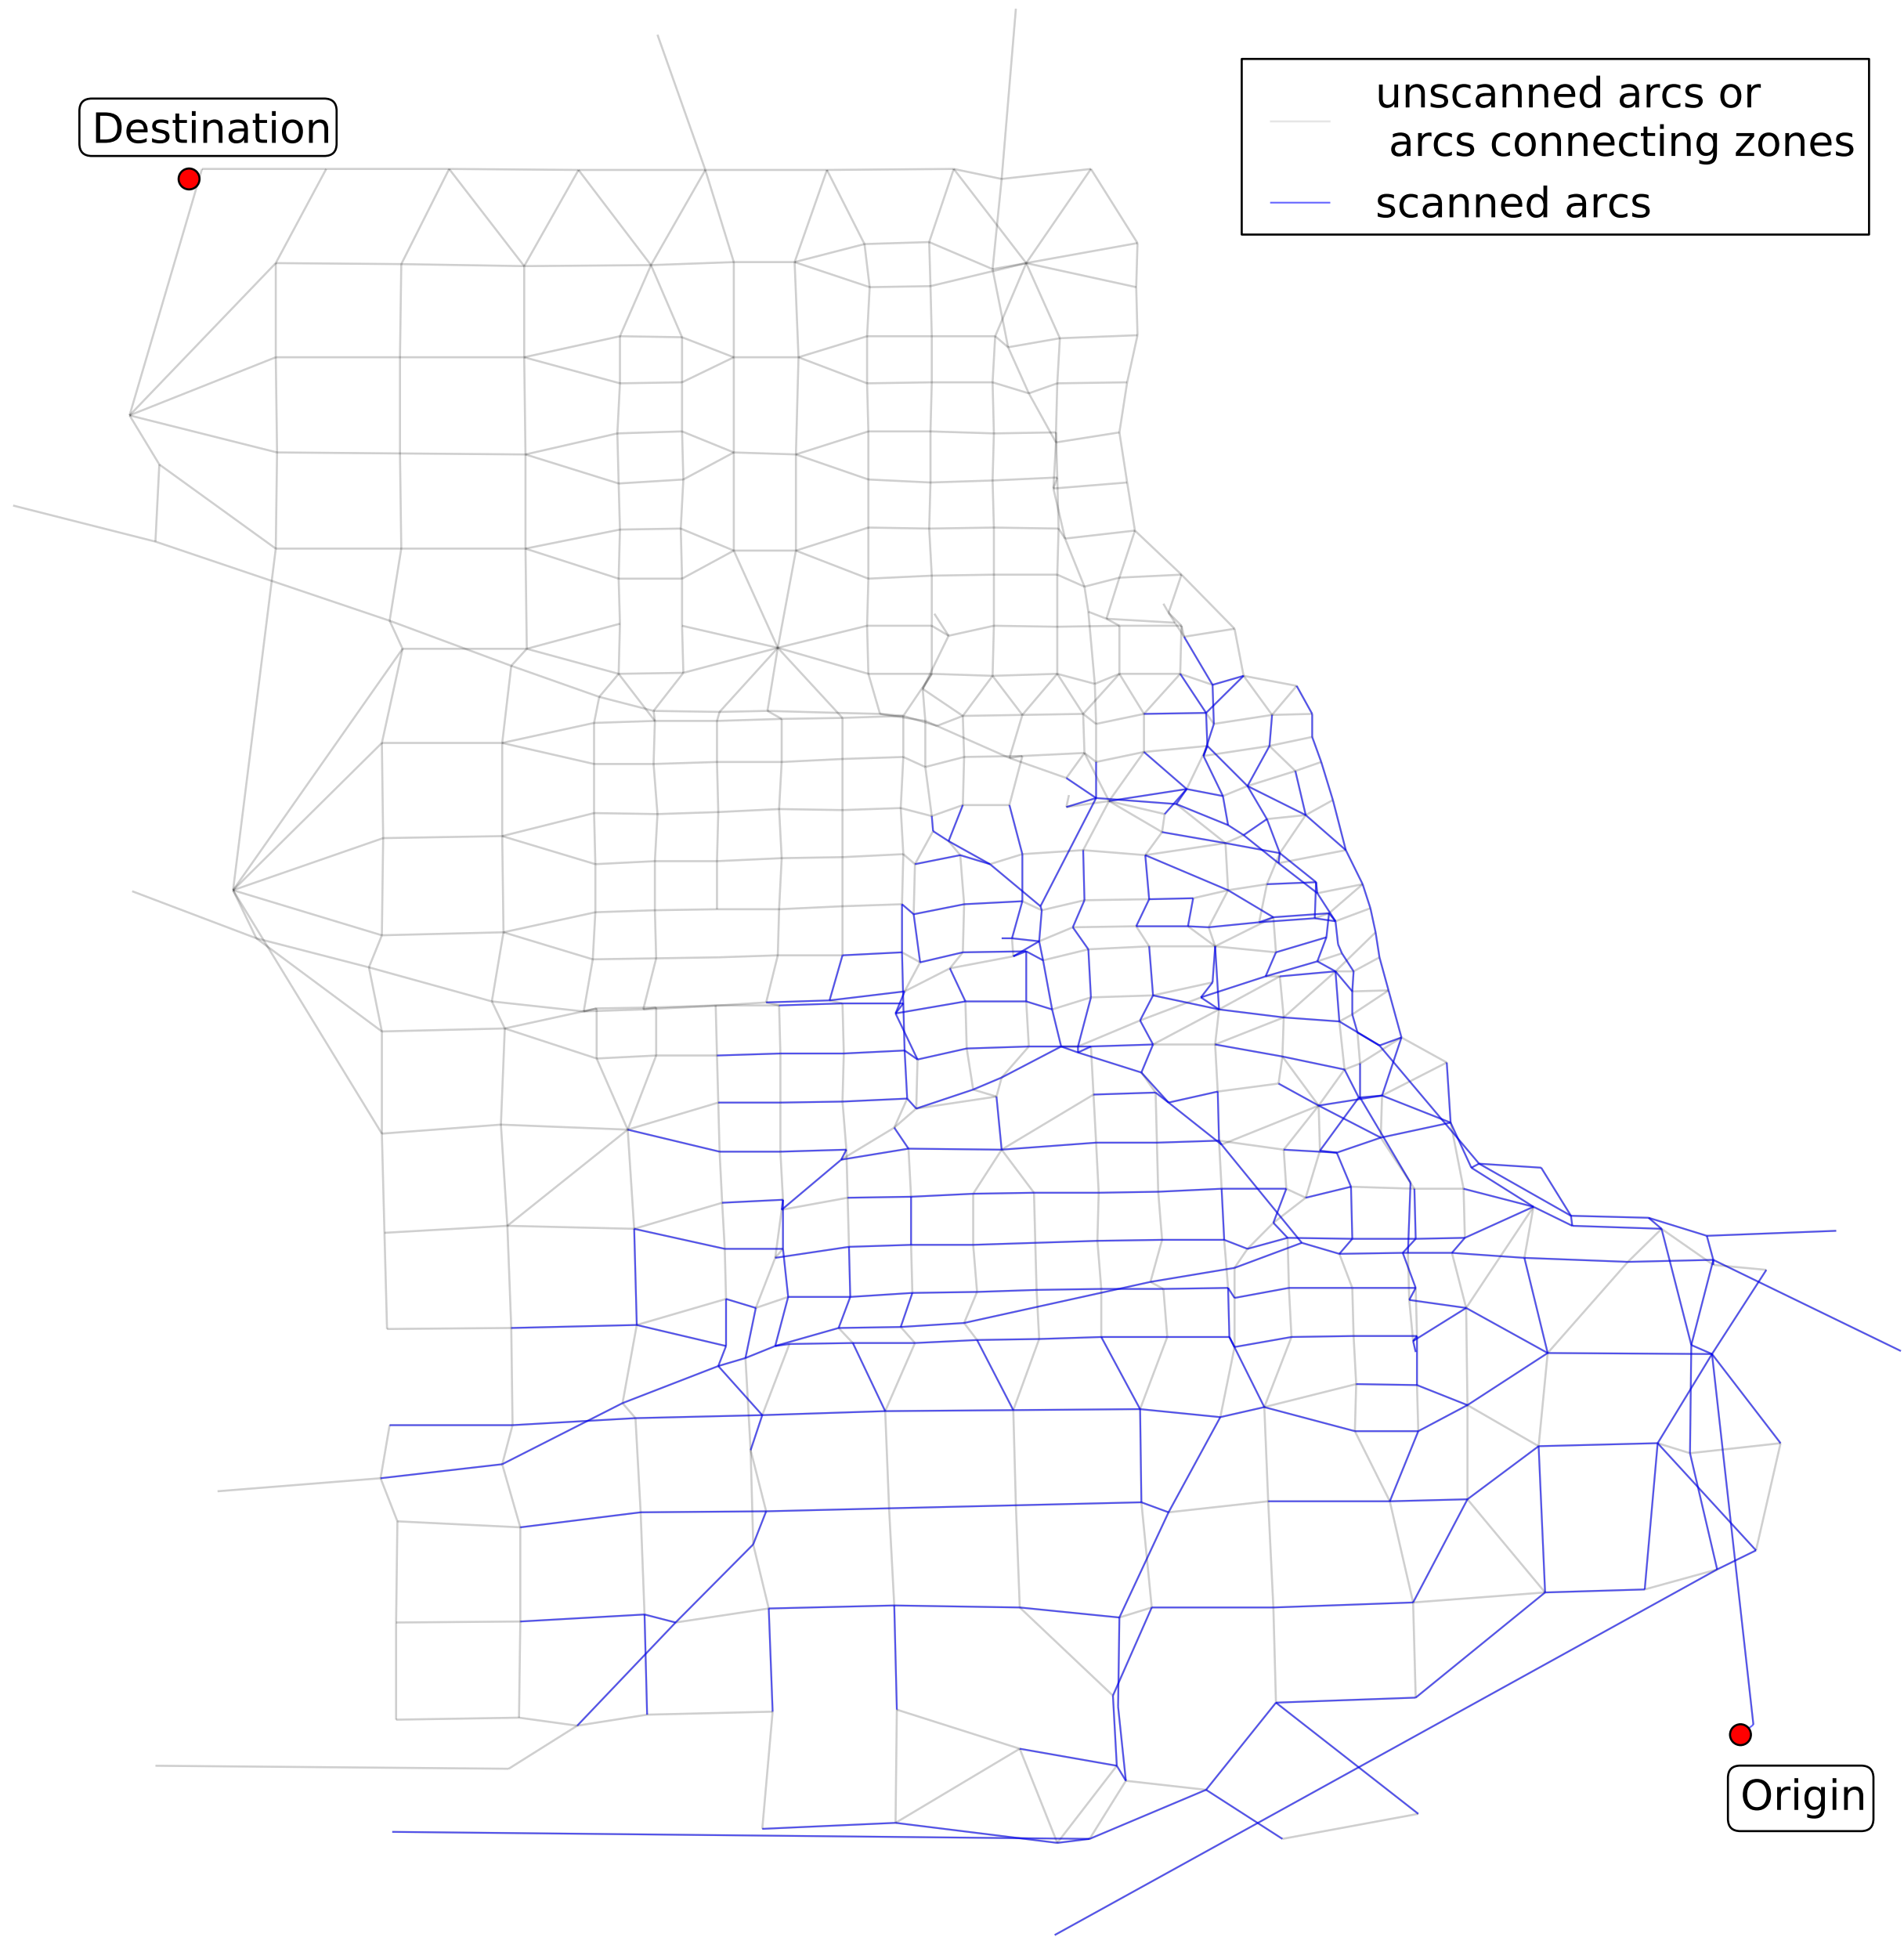 Destination
unscanned arcs or
arcs connecting zones
scanned arcs
Origin